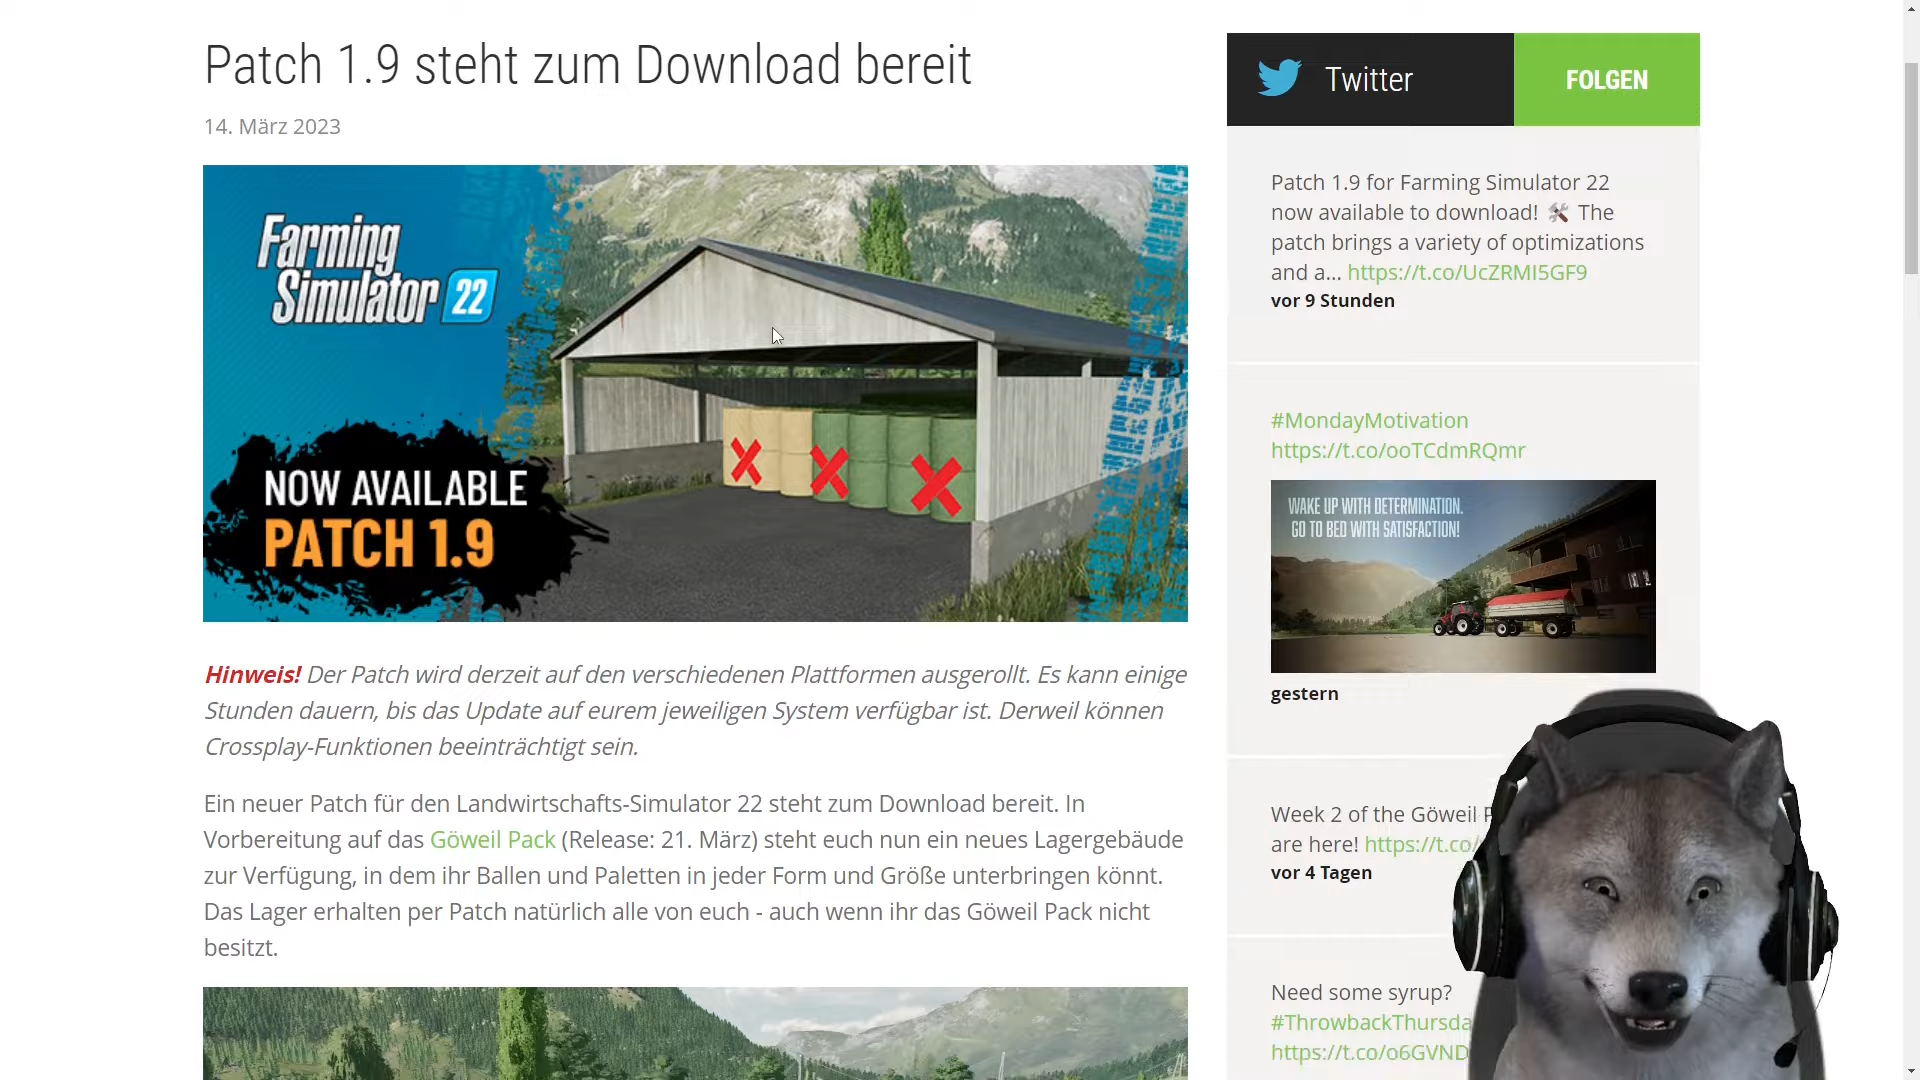 Patch 1.9 steht zum Download bereit
14. März 2023
Farming
Simulator 22
NOW AVAILABLE
PATCH 1.9
Hinweis! Der Patch wird derzeit auf den verschiedenen Plattformen ausgerollt. Es kann einige
Stunden dauern, bis das Update auf eurem jeweiligen System verfügbar ist. Derweil können
Crossplay-Funktionen beeinträchtigt sein.
Ein neuer Patch für den Landwirtschafts-Simulator 22 steht zum Download bereit. In
Vorbereitung auf das Göweil Pack (Release: 21. März) steht euch nun ein neues Lagergebäude
zur Verfügung, in dem ihr Ballen und Paletten in jeder Form und Größe unterbringen könnt.
Das Lager erhalten per Patch natürlich alle von euch - auch wenn ihr das Göweil Pack nicht
besitzt.
Twitter
FOLGEN
Patch 1.9 for Farming Simulator 22
now available to download! 🛠 The
patch brings a variety of optimizations
and a... https://t.co/UcZRMI5GF9
vor 9 Stunden
#MondayMotivation
https://t.co/ooTCdmRQmr
WAKE UP WITH DETERMINATION.
GO TO BED WITH SATISFACTION!
gestern
Week 2 of the Göweil
are here! https://t.co/
vor 4 Tagen
Need some syrup?
#ThrowbackThursda
https://t.co/o6GVND